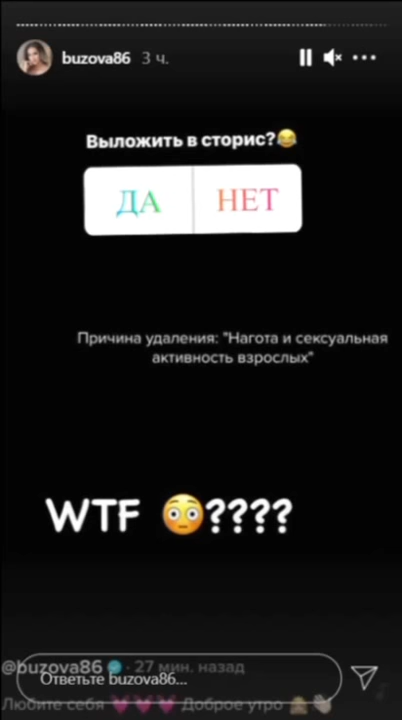 buzova86 3 ч.
Выложить в сторис?😂
ДА НЕТ
Причина удаления: "Нагота и сексуальная
активность взрослых"
WTF 😳????
@buzova86 · 27 мин. назад
Ответьте buzova86...
Любите себя 💗💗💗 Доброе утро